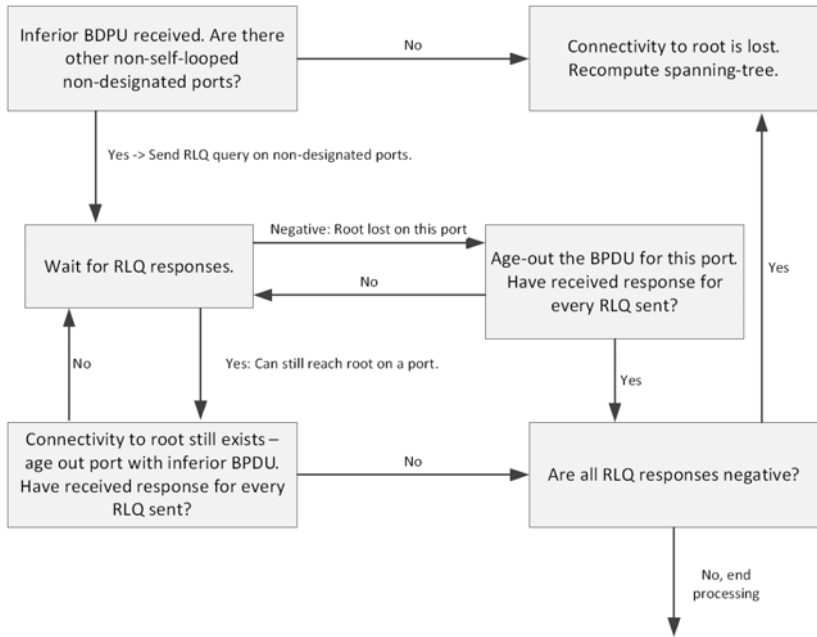 Inferior BDPU received. Are there
other non-self-looped
non-designated ports?
No
Connectivity to root is lost.
Recompute spanning-tree.
Yes -> Send RLQ query on non-designated ports.
Wait for RLQ responses.
Negative: Root lost on this port
No
Age-out the BPDU for this port.
Have received response for
every RLQ sent?
Yes
No
Yes: Can still reach root on a port.
Yes
Connectivity to root still exists –
age out port with inferior BPDU.
Have received response for every
RLQ sent?
No
Are all RLQ responses negative?
No, end
processing